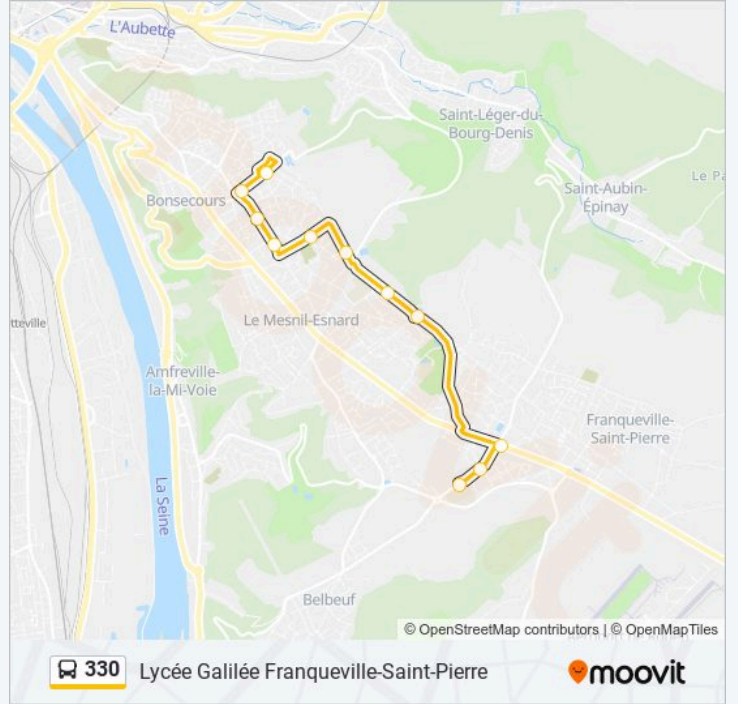 L'Aubette
Saint-Léger-du-
Bourg-Denis
Le Pa
Saint-Aubin-
Épinay
Bonsecours
tteville
Le Mesnil-Esnard
Amfreville-
la-Mi-Voie
Franqueville-
Saint-Pierre
La Seine
Belbeuf
© OpenStreetMap contributors | © OpenMapTiles
330 Lycée Galilée Franqueville-Saint-Pierre
moovit